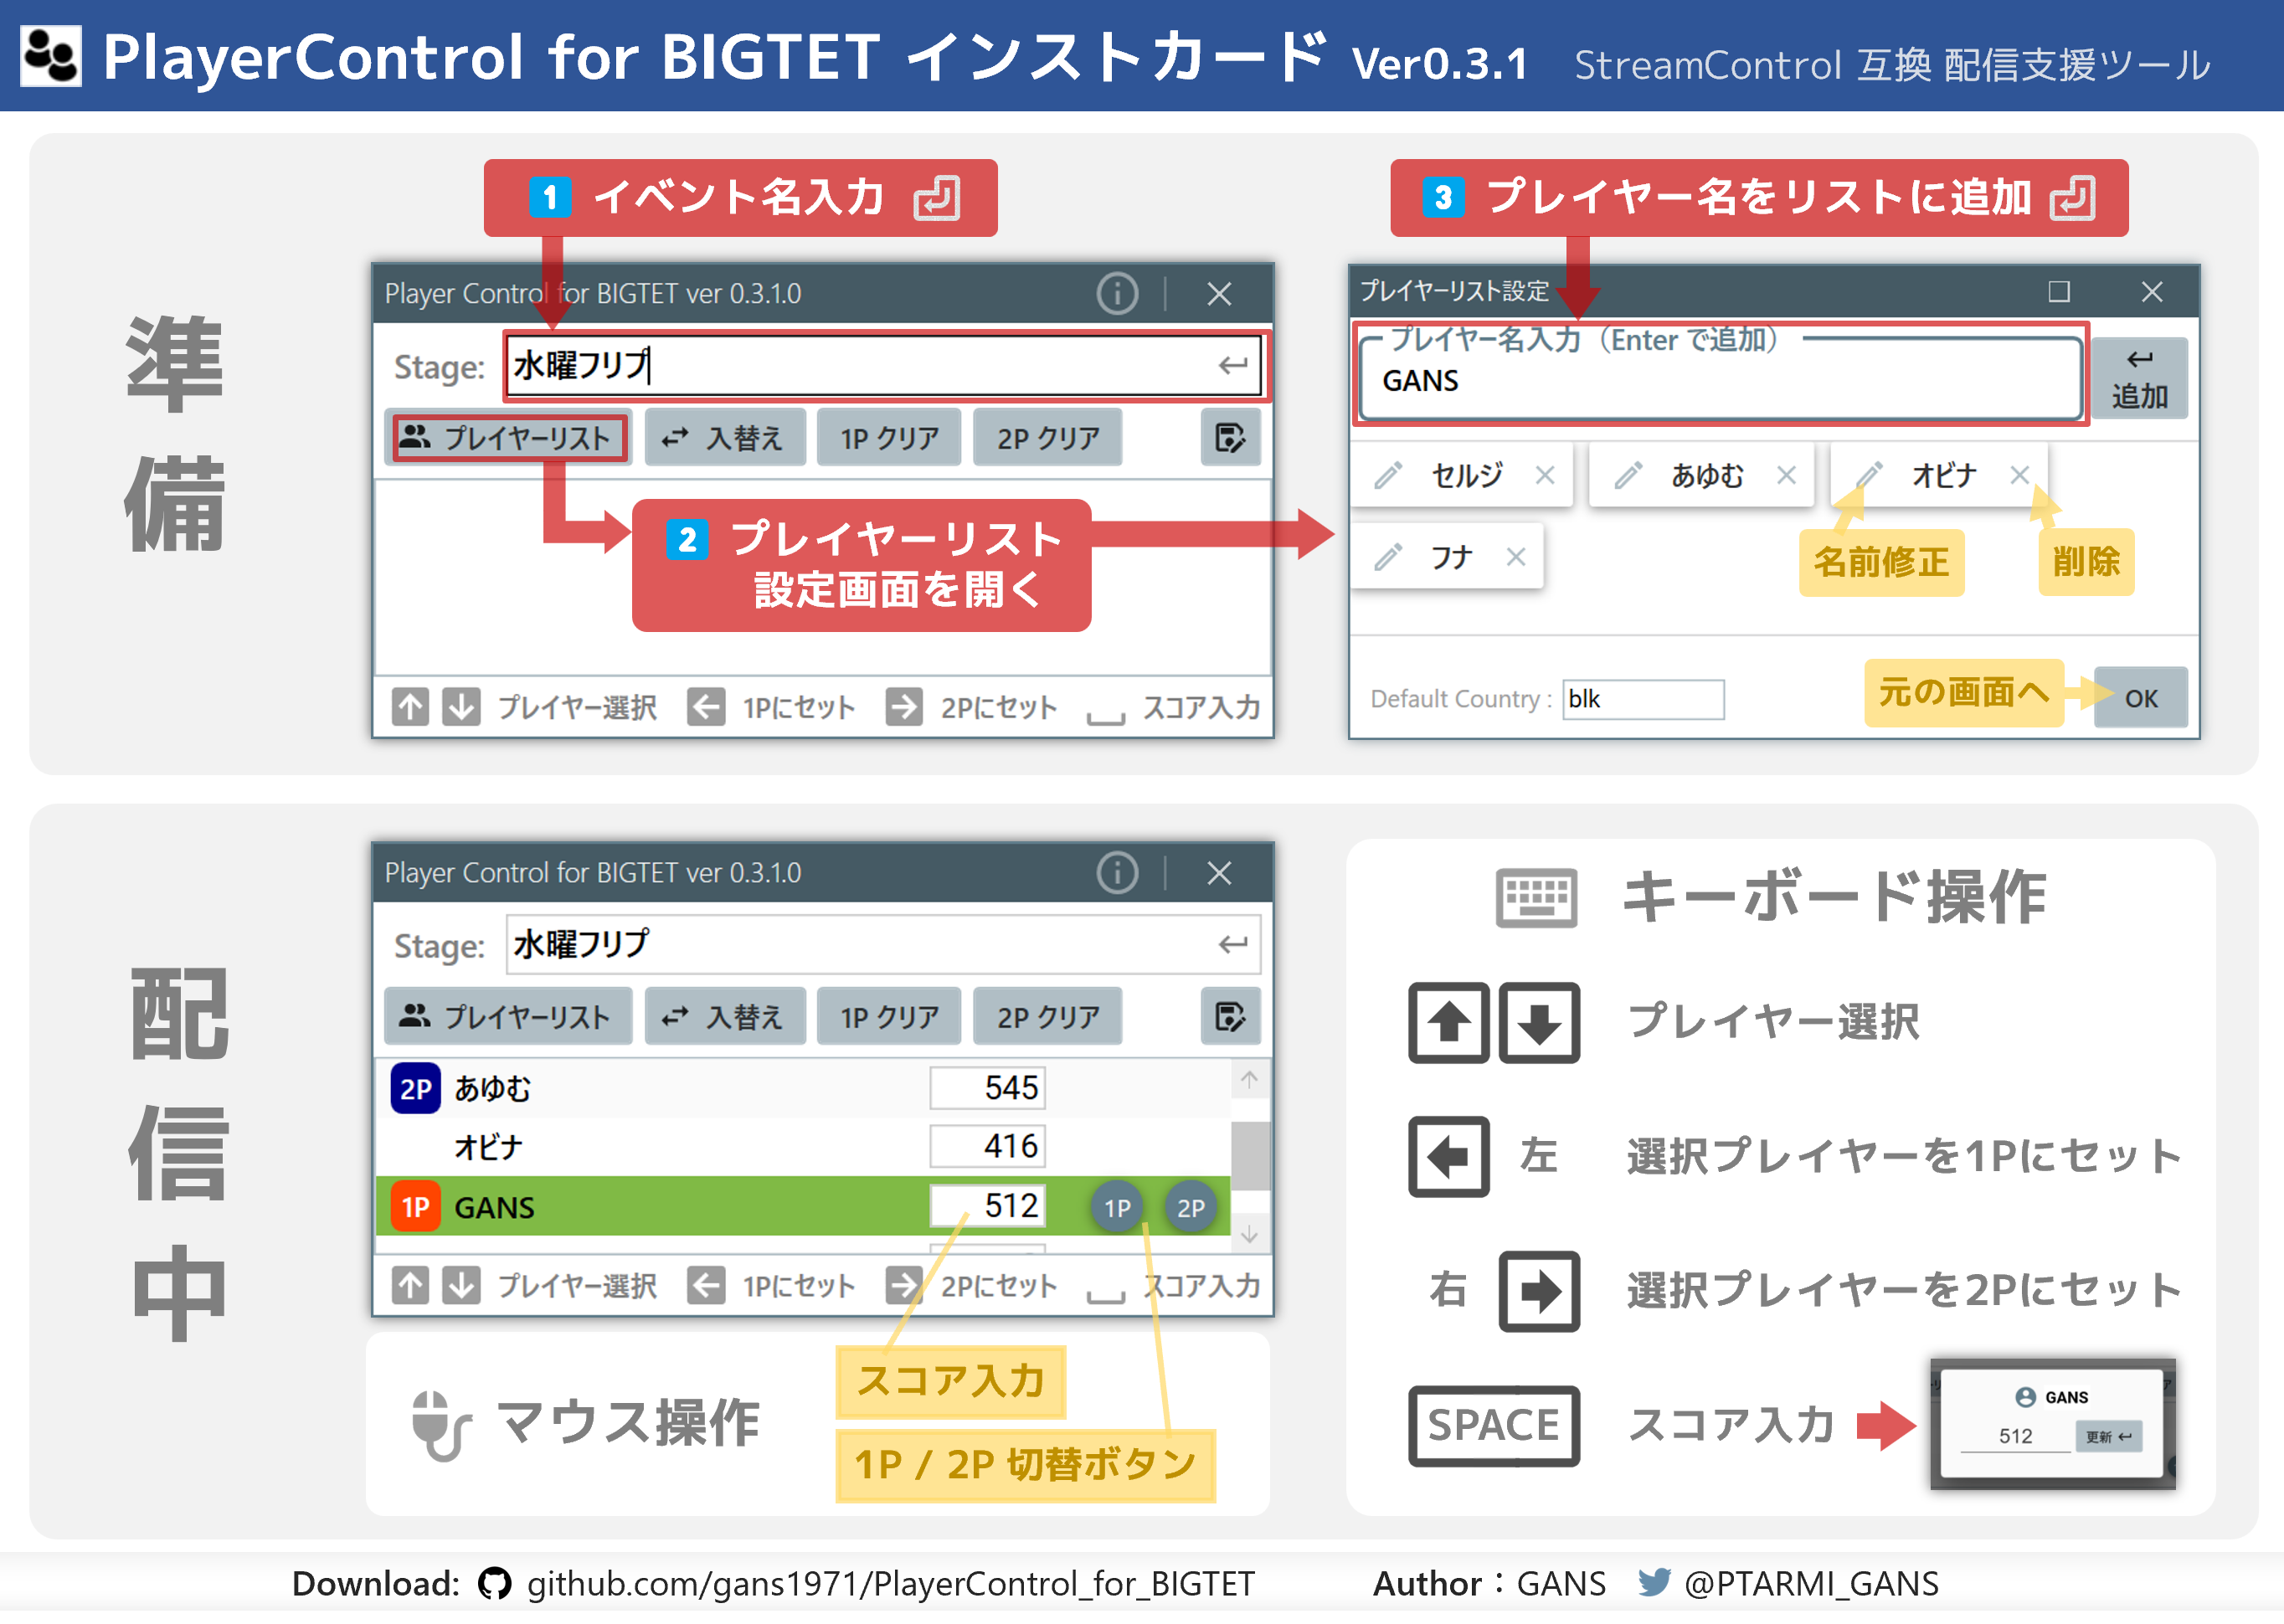 PlayerControl for BIGTET インストカード Ver0.3.1 StreamControl 互換 配信支援ツール
準備
1 イベント名入力
Player Control for BIGTET ver 0.3.1.0
Stage: 水曜フリプ
プレイヤーリスト 入替え 1P クリア 2P クリア
2 プレイヤーリスト
設定画面を開く
プレイヤー選択 1Pにセット 2Pにセット スコア入力
3 プレイヤー名をリストに追加
プレイヤーリスト設定
プレイヤー名入力（Enter で追加）
GANS
追加
セルジ あゆむ オビナ
フナ
名前修正 削除
Default Country : blk
元の画面へ OK
配信中
Player Control for BIGTET ver 0.3.1.0
Stage: 水曜フリプ
プレイヤーリスト 入替え 1P クリア 2P クリア
2P あゆむ 545
オビナ 416
1P GANS 512 1P 2P
プレイヤー選択 1Pにセット 2Pにセット スコア入力
マウス操作
スコア入力
1P / 2P 切替ボタン
キーボード操作
プレイヤー選択
左 選択プレイヤーを1Pにセット
右 選択プレイヤーを2Pにセット
SPACE スコア入力
GANS
512 更新
Download: github.com/gans1971/PlayerControl_for_BIGTET Author：GANS @PTARMI_GANS